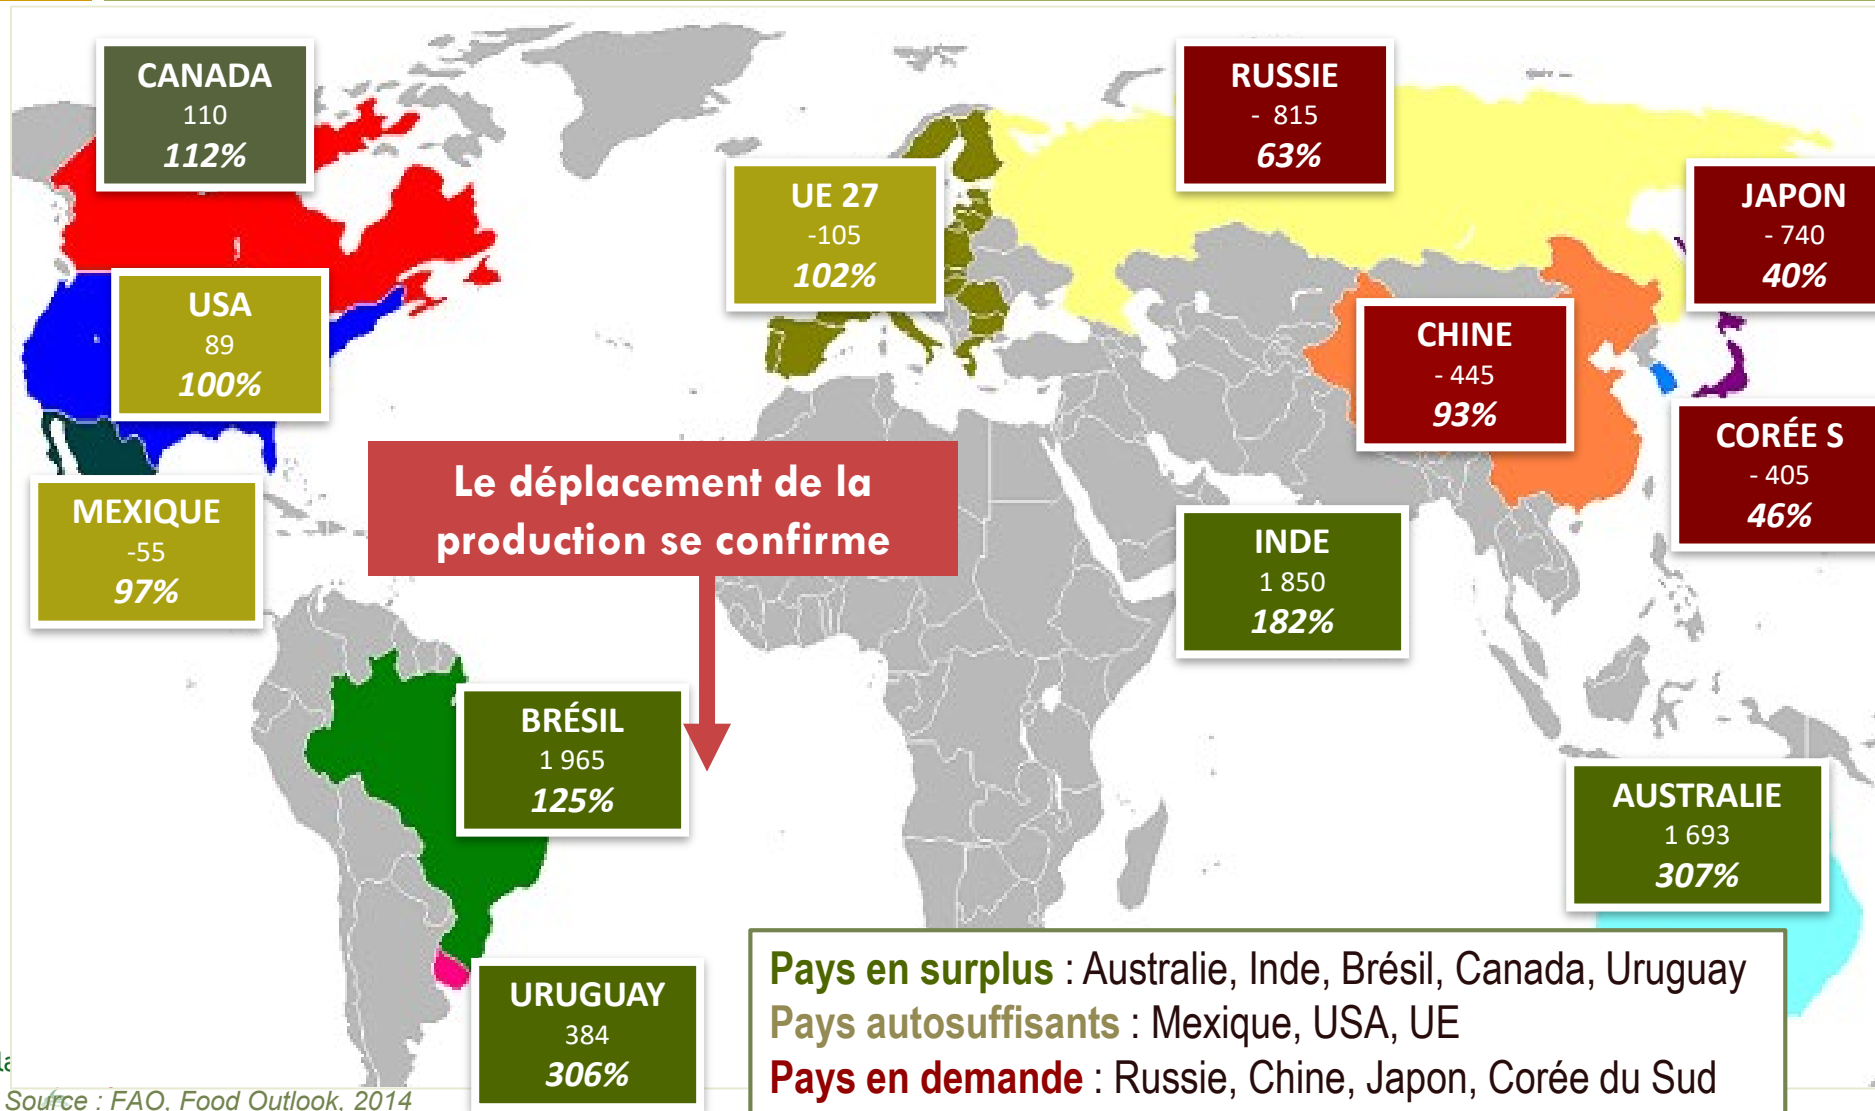 CANADA
110
112%
RUSSIE
- 815
63%
UE 27
-105
102%
JAPON
- 740
40%
USA
89
100%
CHINE
- 445
93%
CORÉE S
- 405
46%
MEXIQUE
-55
97%
Le déplacement de la
production se confirme
INDE
1 850
182%
BRÉSIL
1 965
125%
AUSTRALIE
1 693
307%
URUGUAY
384
306%
Pays en surplus : Australie, Inde, Brésil, Canada, Uruguay
Pays autosuffisants : Mexique, USA, UE
Pays en demande : Russie, Chine, Japon, Corée du Sud
Source : FAO, Food Outlook, 2014